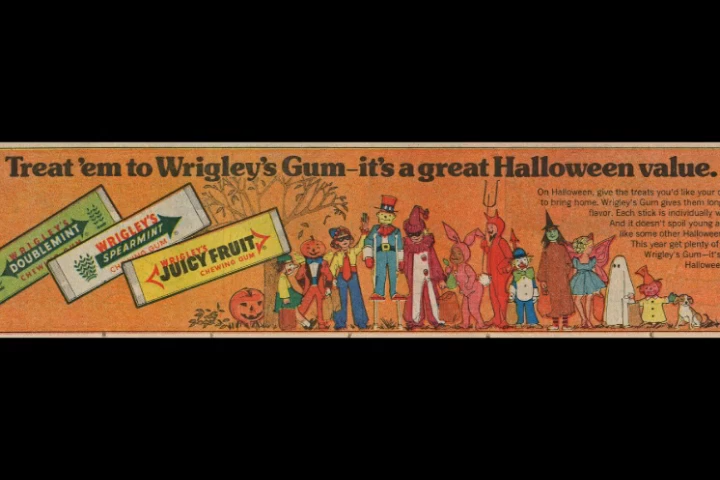 Treat 'em to Wrigley's Gum—it's a great Halloween value.
WRIGLEY'S
DOUBLEMINT
CHEWING GUM
WRIGLEY'S
SPEARMINT
CHEWING GUM
WRIGLEY'S
JUICY FRUIT
CHEWING GUM
On Halloween, give the treats you'd like your
to bring home. Wrigley's Gum gives them
flavor. Each stick is individually
And it doesn't spoil young
like some other Halloween
This year get plenty of
Wrigley's Gum—it's